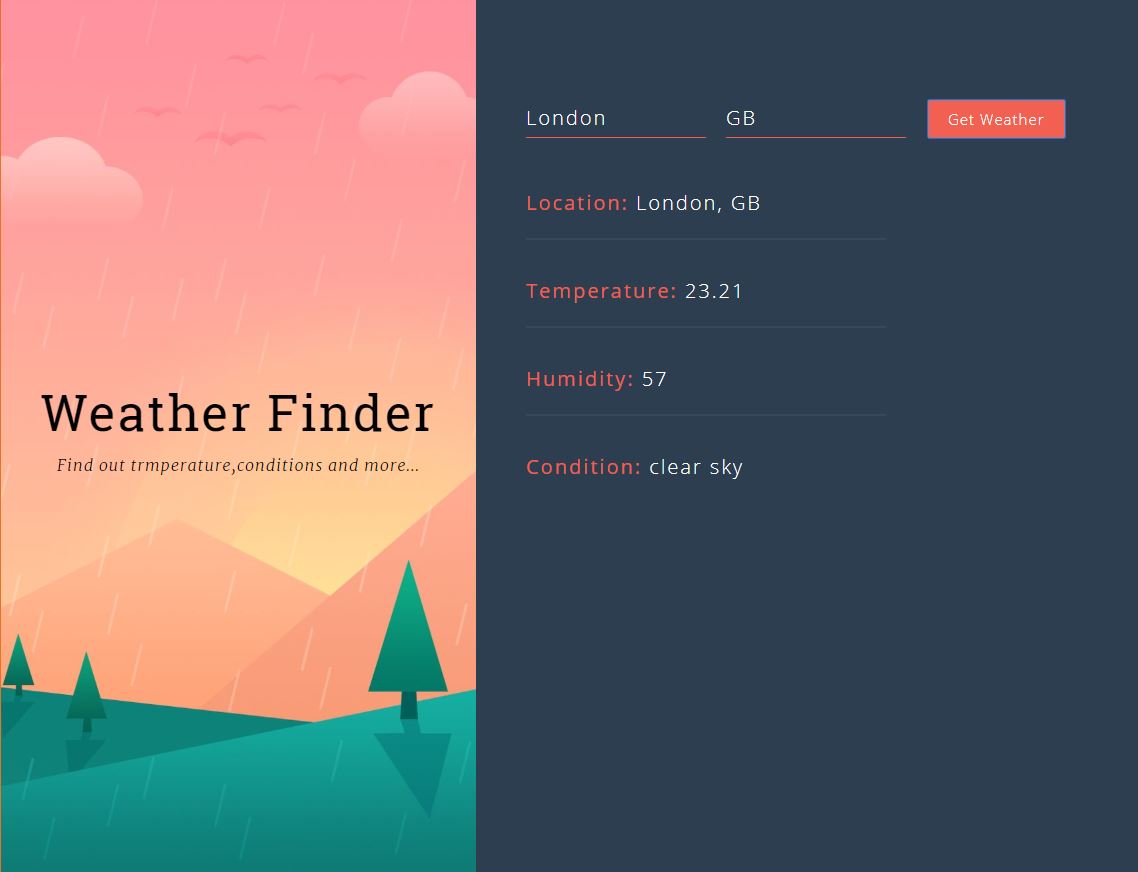 Weather Finder
Find out trmperature,conditions and more...
London
GB
Get Weather
Location: London, GB
Temperature: 23.21
Humidity: 57
Condition: clear sky